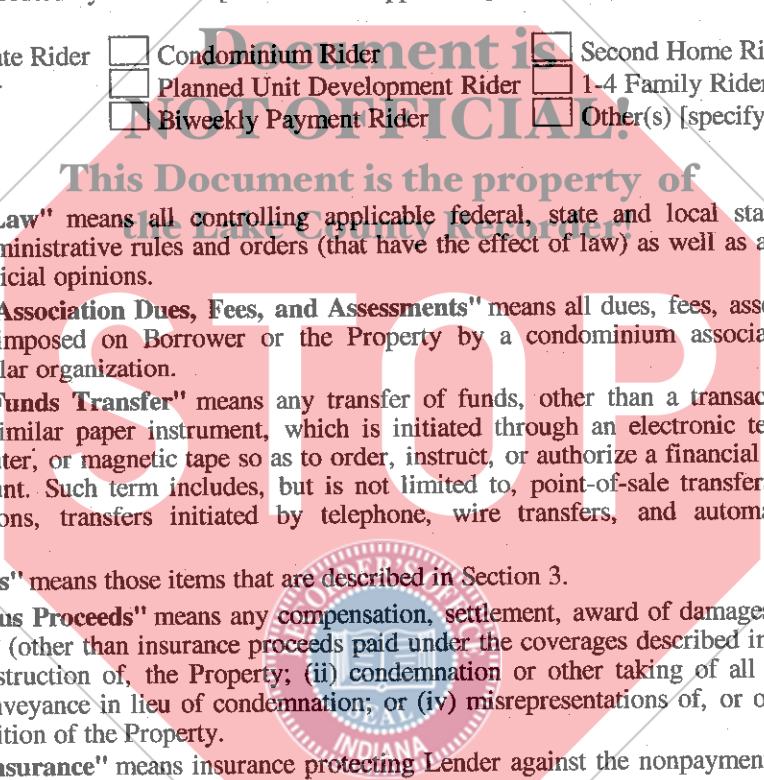 ate Rider Condominium Rider Second Home Ri
Planned Unit Development Rider 1-4 Family Rider
Biweekly Payment Rider Other(s) [specify
Document is
NOT OFFICIAL!
This Document is the property of
the Lake County Recorder!
Law" means all controlling applicable federal, state and local sta
ministrative rules and orders (that have the effect of law) as well as a
icial opinions.
Association Dues, Fees, and Assessments" means all dues, fees, asse
imposed on Borrower or the Property by a condominium associa
lar organization.
Funds Transfer" means any transfer of funds, other than a transac
similar paper instrument, which is initiated through an electronic te
ter, or magnetic tape so as to order, instruct, or authorize a financial
nt. Such term includes, but is not limited to, point-of-sale transfer
ons, transfers initiated by telephone, wire transfers, and automa
STOP
s" means those items that are described in Section 3.
us Proceeds" means any compensation, settlement, award of damages
(other than insurance proceeds paid under the coverages described in
struction of, the Property; (ii) condemnation or other taking of all
nveyance in lieu of condemnation; or (iv) misrepresentations of, or o
ition of the Property.
nsurance" means insurance protecting Lender against the nonpaymen
RECORDER'S OFFICE
SEAL
INDIANA